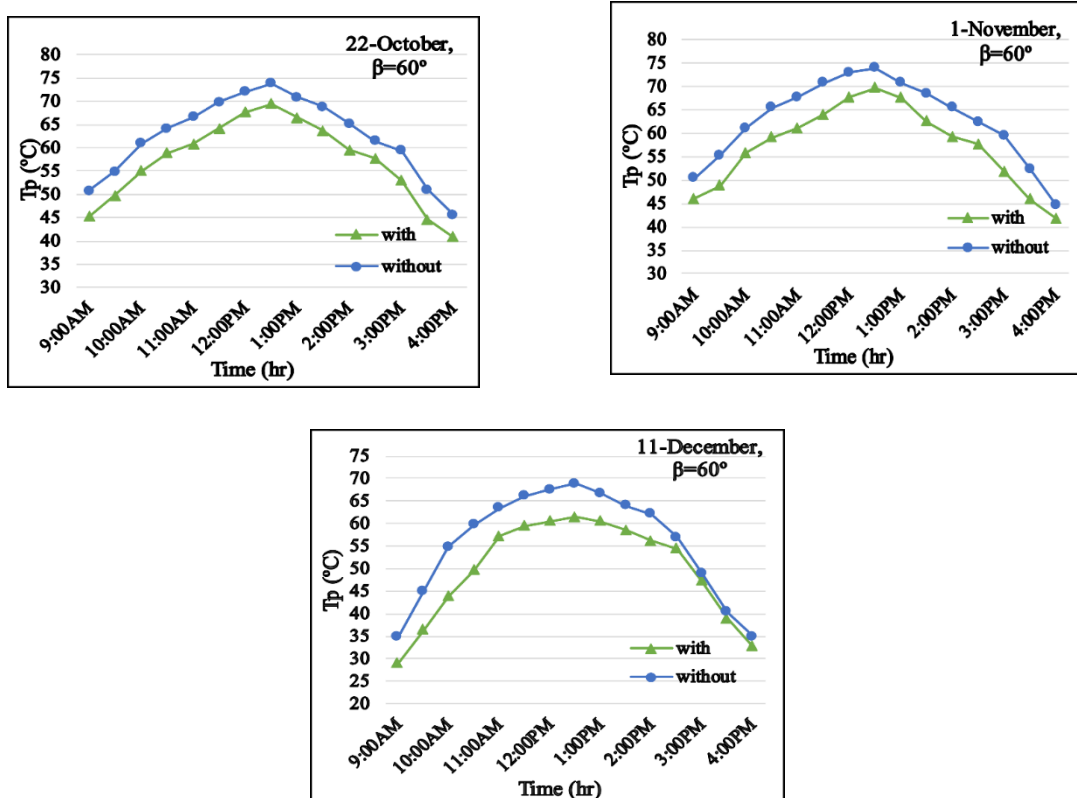 22-October,
β=60°
Tp (°C)
80
75
70
65
60
55
50
45
40
35
30
with
without
9:00AM
10:00AM
11:00AM
12:00PM
1:00PM
2:00PM
3:00PM
4:00PM
Time (hr)
1-November,
β=60°
Tp (°C)
80
75
70
65
60
55
50
45
40
35
30
with
without
9:00AM
10:00AM
11:00AM
12:00PM
1:00PM
2:00PM
3:00PM
4:00PM
Time (hr)
11-December,
β=60°
Tp (°C)
75
70
65
60
55
50
45
40
35
30
25
20
with
without
9:00AM
10:00AM
11:00AM
12:00PM
1:00PM
2:00PM
3:00PM
4:00PM
Time (hr)